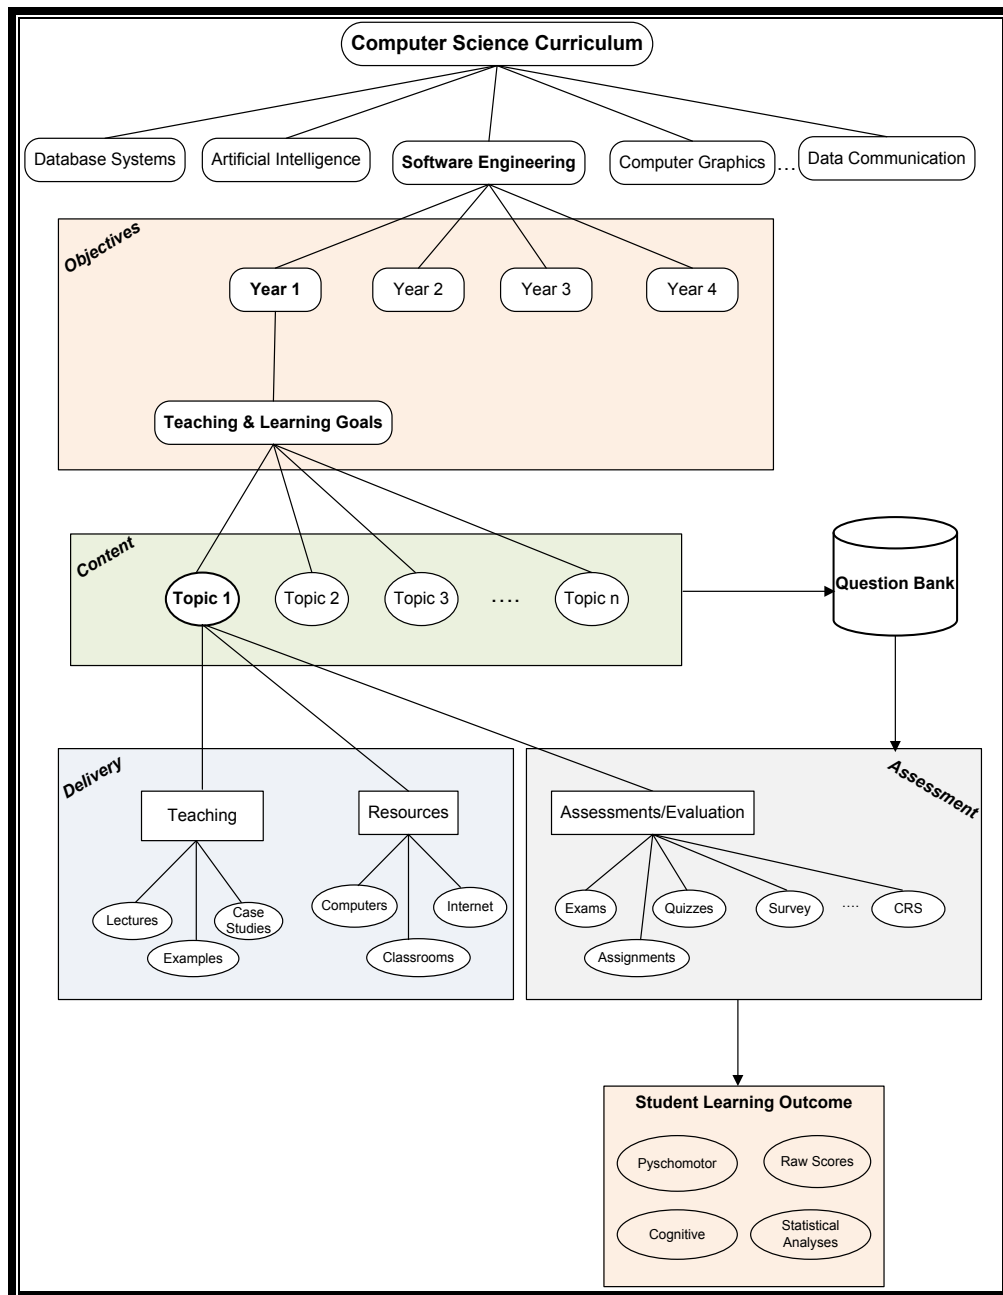 Computer Science Curriculum
Database Systems
Artificial Intelligence
Software Engineering
Computer Graphics
....
Data Communication
Objectives
Year 1
Year 2
Year 3
Year 4
Teaching & Learning Goals
Content
Topic 1
Topic 2
Topic 3
....
Topic n
Question Bank
Delivery
Teaching
Resources
Lectures
Case
Studies
Examples
Computers
Internet
Classrooms
Assessment
Assessments/Evaluation
Exams
Quizzes
Survey
....
CRS
Assignments
Student Learning Outcome
Pyschomotor
Raw Scores
Cognitive
Statistical
Analyses